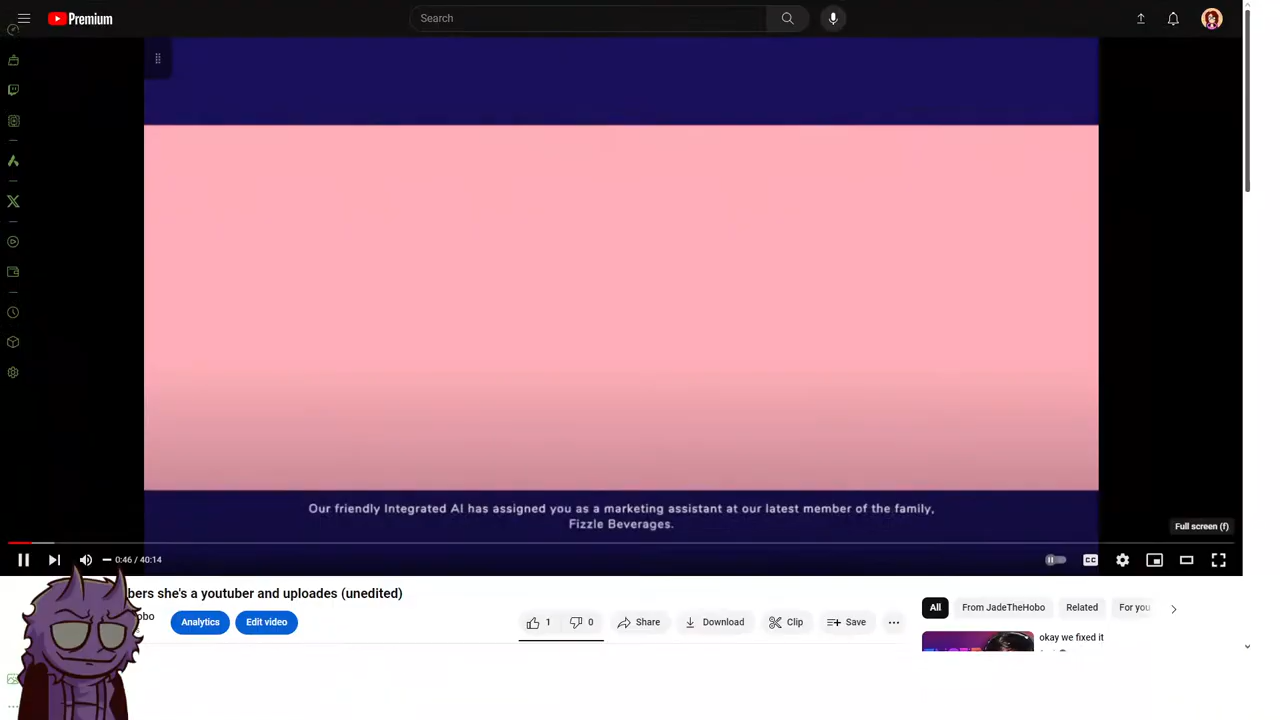 Premium
Search
Our friendly Integrated AI has assigned you as a marketing assistant at our latest member of the family,
Fizzle Beverages.
Full screen (f)
0:46 / 40:14
CC
bers she's a youtuber and uploades (unedited)
obo
Analytics
Edit video
1
0
Share
Download
Clip
Save
All
From JadeTheHobo
Related
For you
okay we fixed it